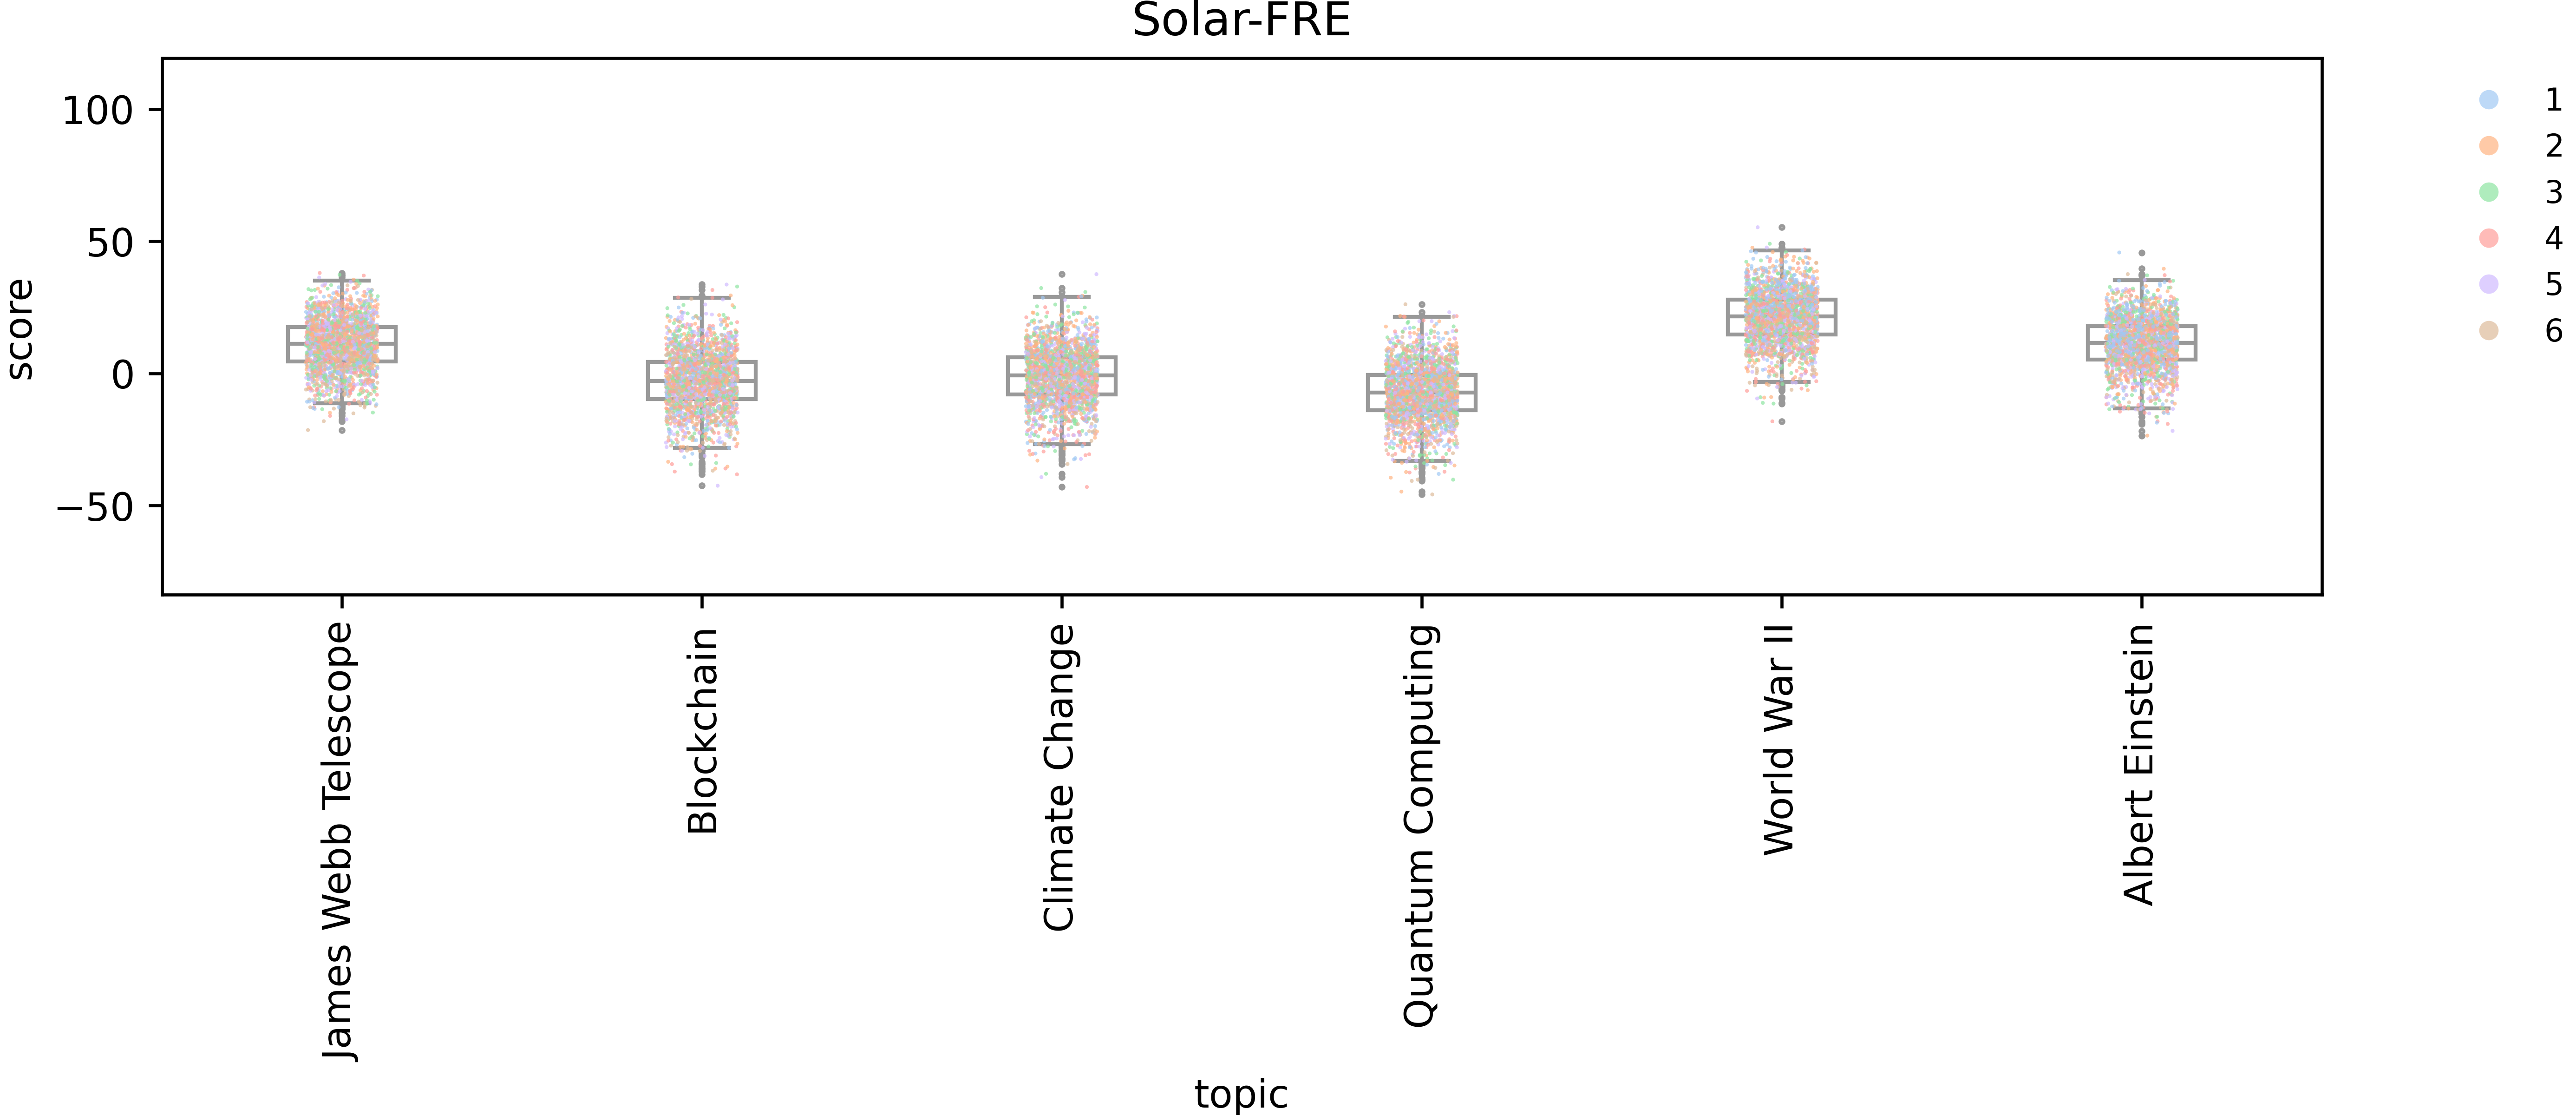 Solar-FRE
score
100
50
0
−50
James Webb Telescope
Blockchain
Climate Change
Quantum Computing
World War II
Albert Einstein
topic
1
2
3
4
5
6